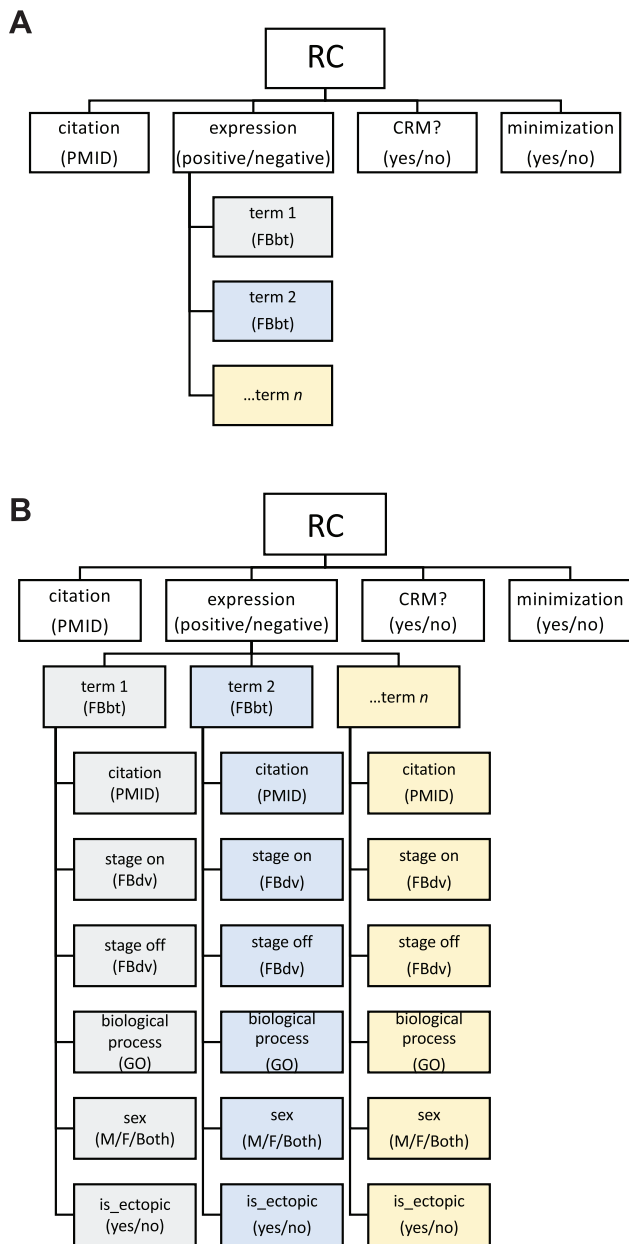 A
RC
citation
(PMID)
expression
(positive/negative)
CRM?
(yes/no)
minimization
(yes/no)
term 1
(FBbt)
term 2
(FBbt)
...term n
B
RC
citation
(PMID)
expression
(positive/negative)
CRM?
(yes/no)
minimization
(yes/no)
term 1
(FBbt)
term 2
(FBbt)
...term n
citation
(PMID)
citation
(PMID)
citation
(PMID)
stage on
(FBdv)
stage on
(FBdv)
stage on
(FBdv)
stage off
(FBdv)
stage off
(FBdv)
stage off
(FBdv)
biological
process
(GO)
biological
process
(GO)
biological
process
(GO)
sex
(M/F/Both)
sex
(M/F/Both)
sex
(M/F/Both)
is_ectopic
(yes/no)
is_ectopic
(yes/no)
is_ectopic
(yes/no)